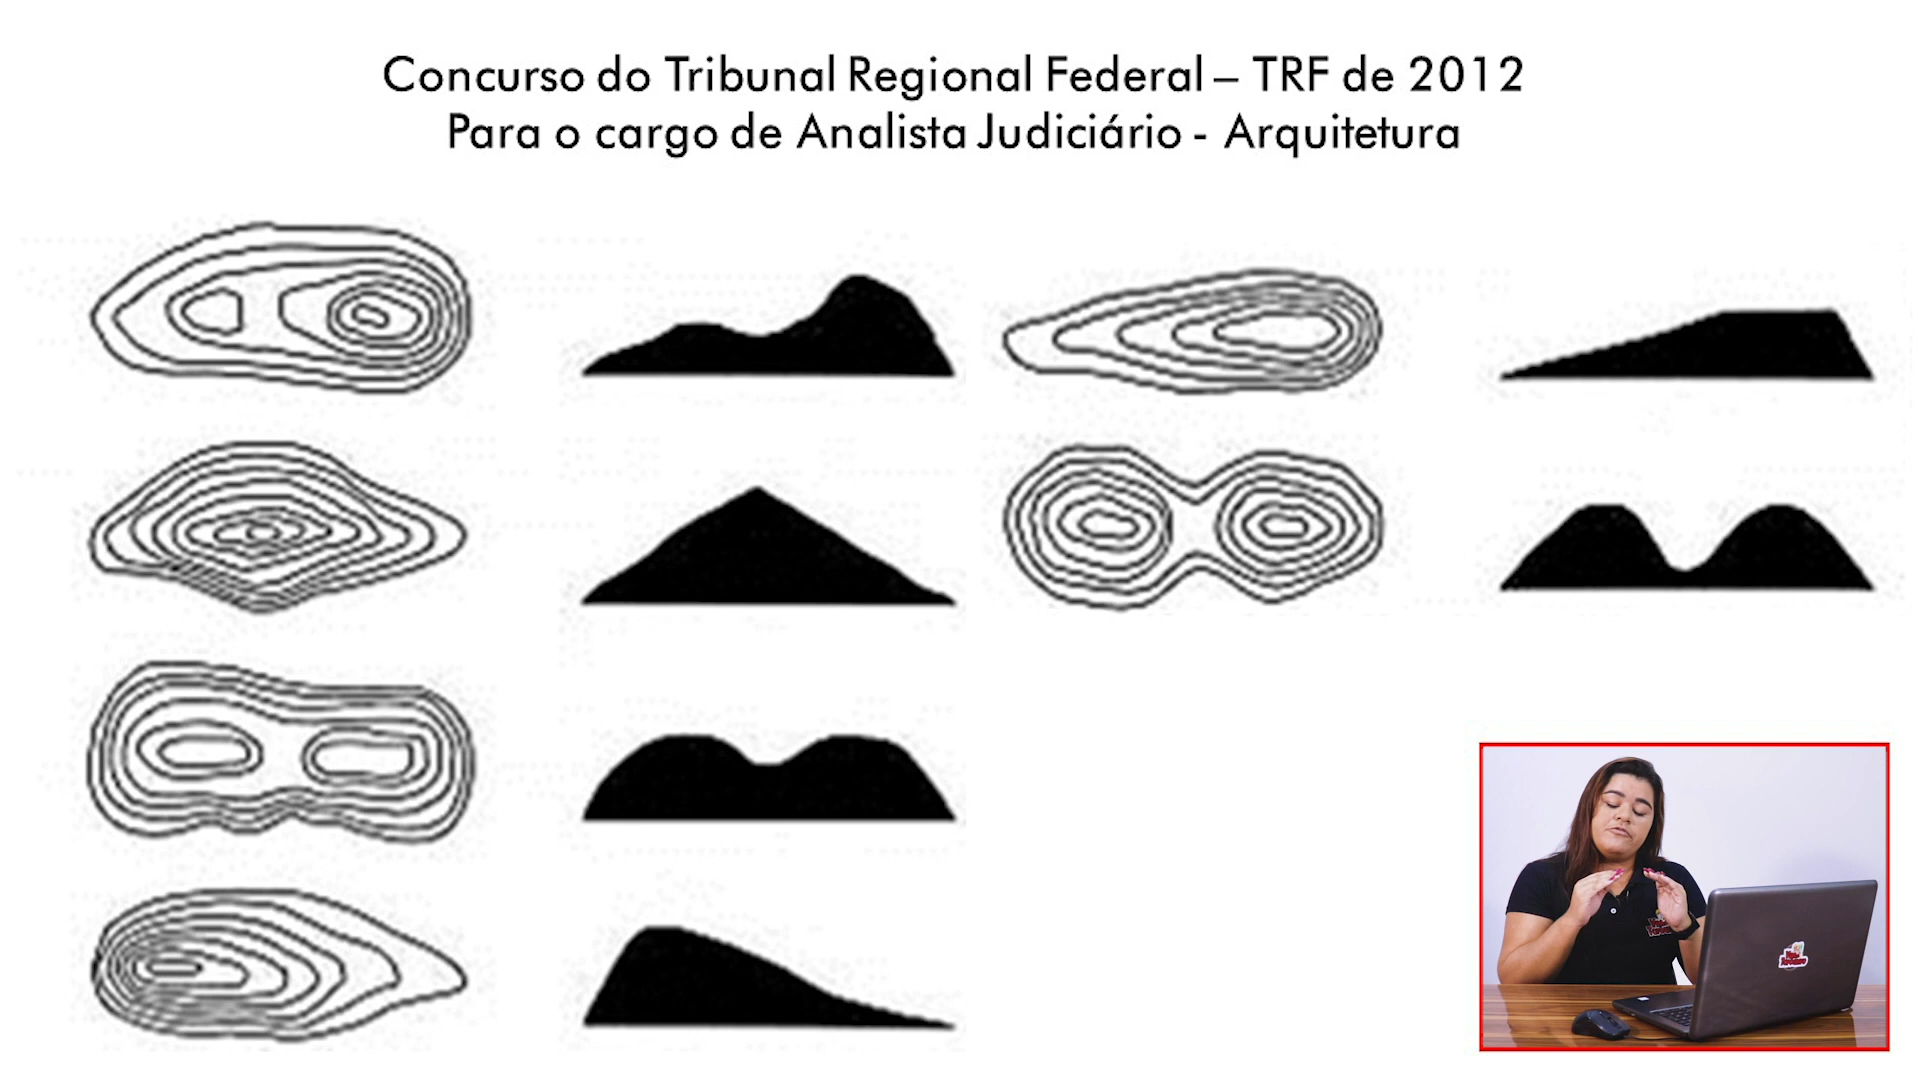 Concurso do Tribunal Regional Federal – TRF de 2012
Para o cargo de Analista Judiciário - Arquitetura